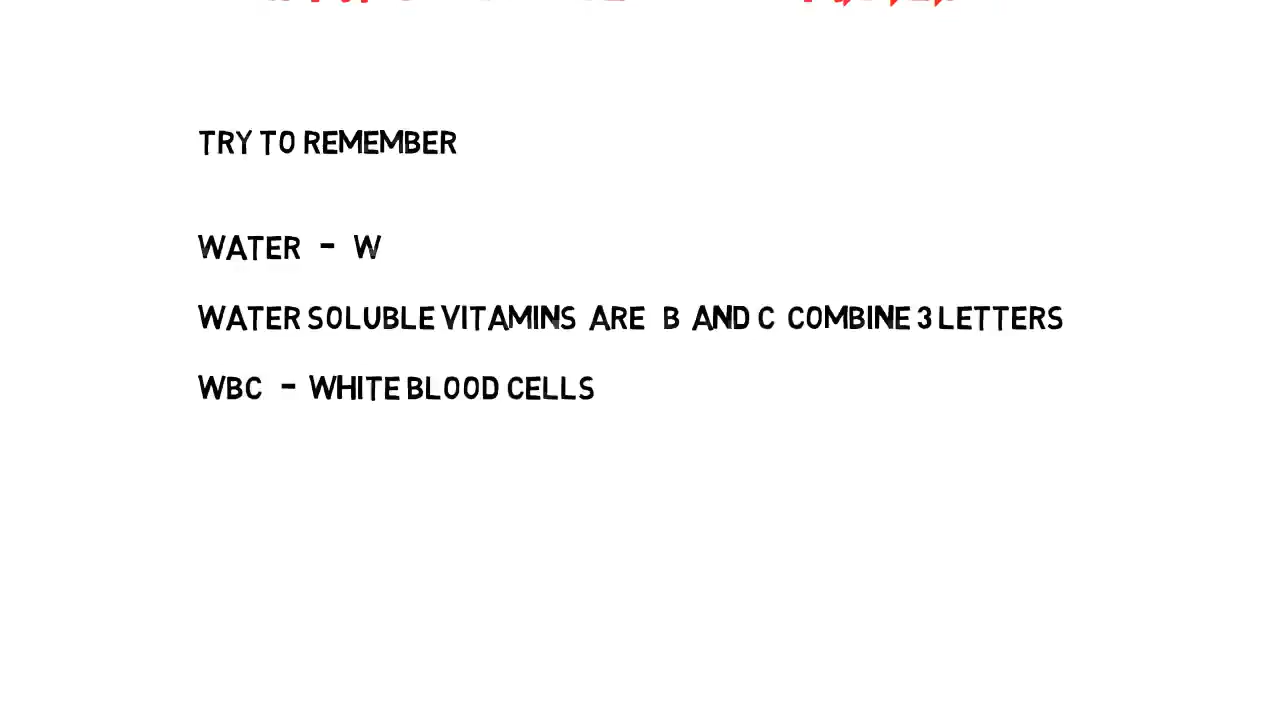 TRY TO REMEMBER
WATER - W
WATER SOLUBLE VITAMINS ARE B AND C COMBINE 3 LETTERS
WBC - WHITE BLOOD CELLS